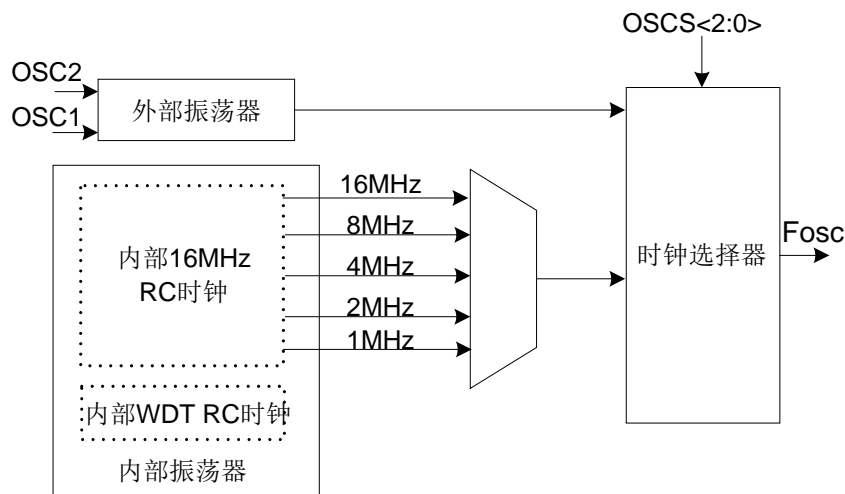 OSCS<2:0>
OSC2
OSC1
外部振荡器
16MHz
8MHz
4MHz
2MHz
1MHz
内部16MHz
RC时钟
时钟选择器
Fosc
内部WDT RC时钟
内部振荡器